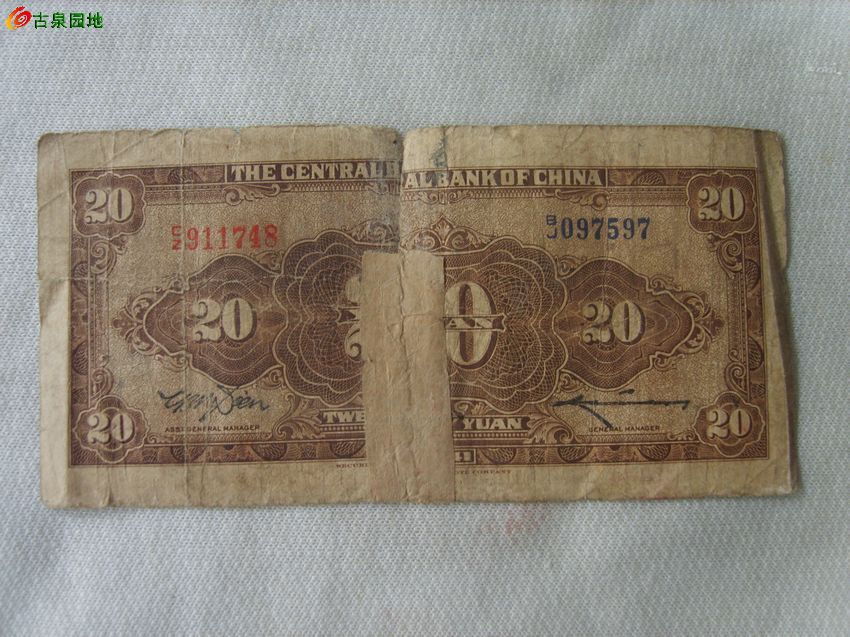 古泉园地
THE CENTRAL AL BANK OF CHINA
20 20
C/Z 911748 B/J 097597
20 20
20 20
ASST GENERAL MANAGER GENERAL MANAGER
TWE YUAN